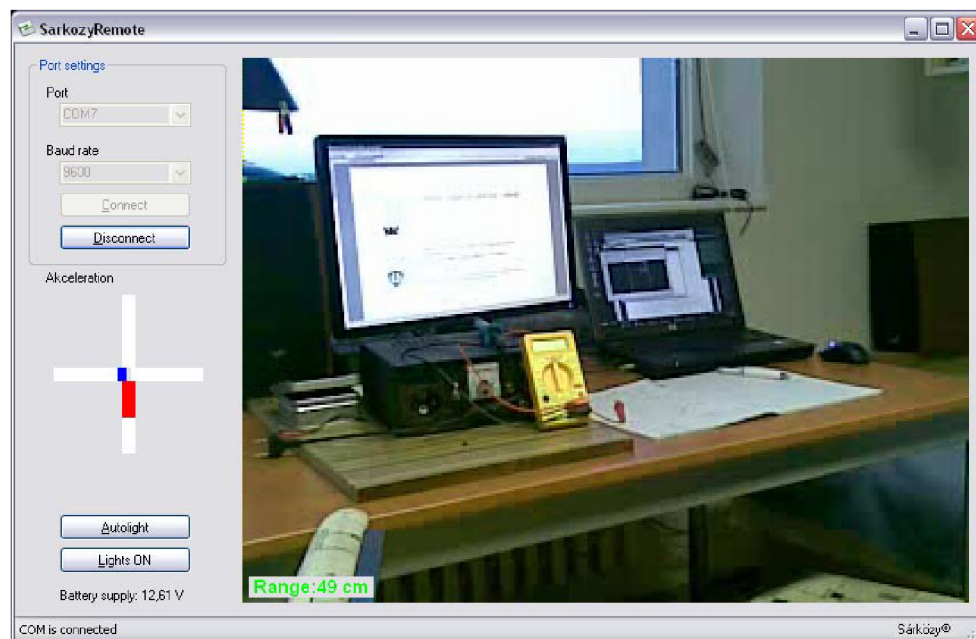 SarkozyRemote
Port settings
Port
COM7
Baud rate
9600
Connect
Disconnect
Akceleration
Autolight
Lights ON
Battery supply: 12,61 V
Range:49 cm
COM is connected
Sárközy®